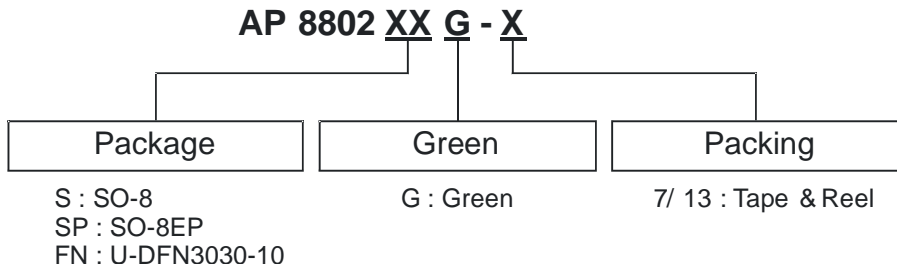 AP 8802 XX G - X
Package
Green
Packing
S : SO-8
G : Green
7/ 13 : Tape & Reel
SP : SO-8EP
FN : U-DFN3030-10